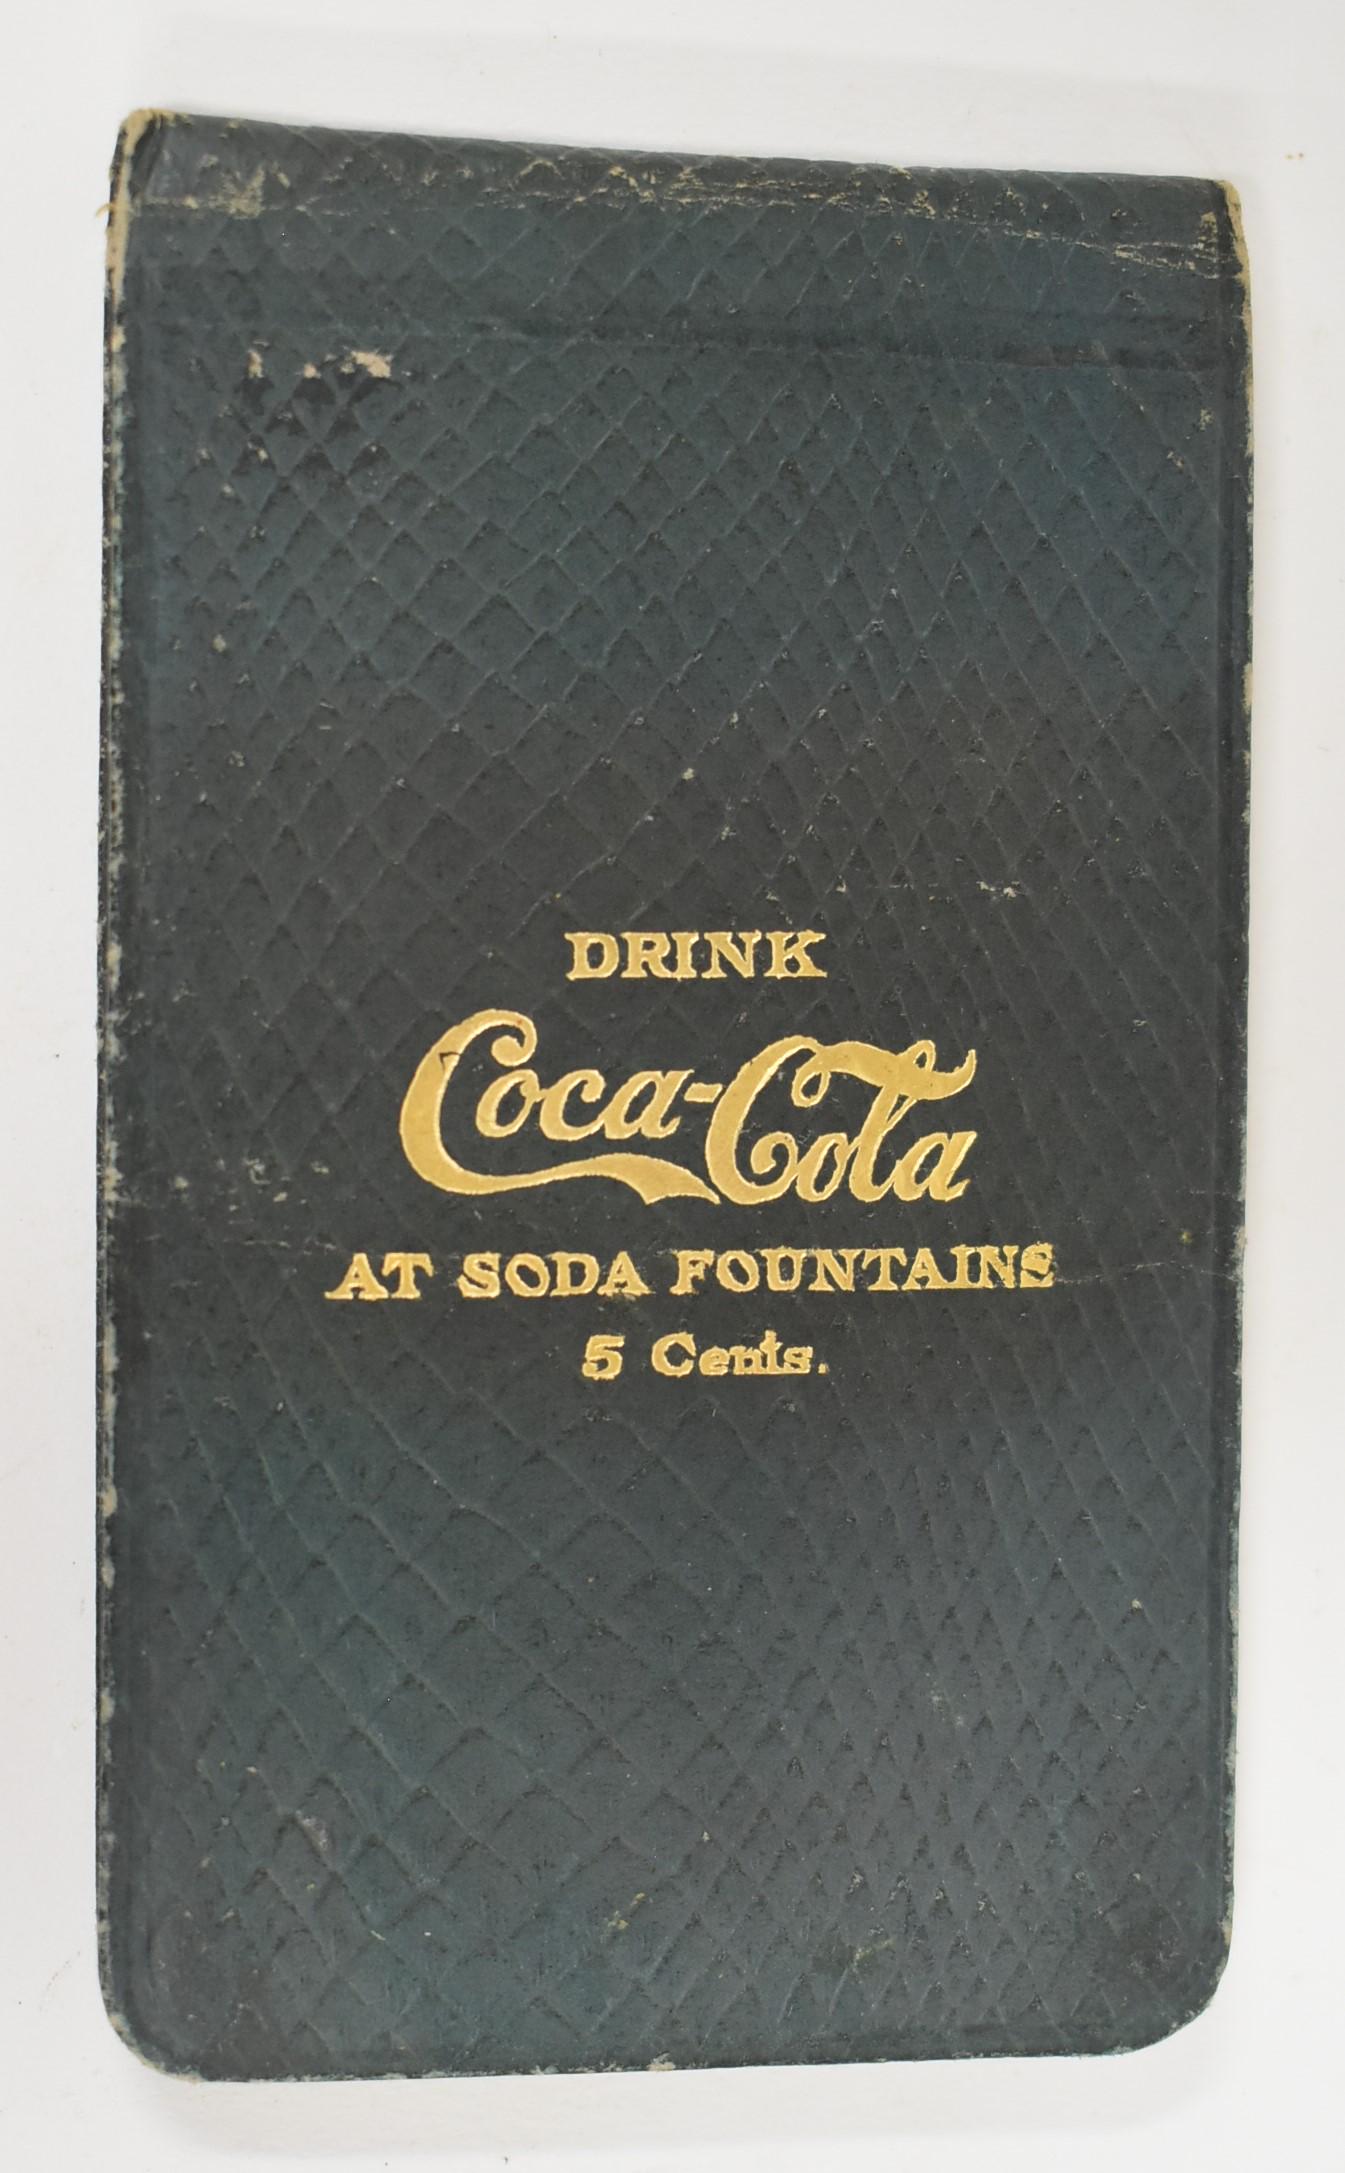 DRINK
Coca-Cola
AT SODA FOUNTAINS
5 Cents.